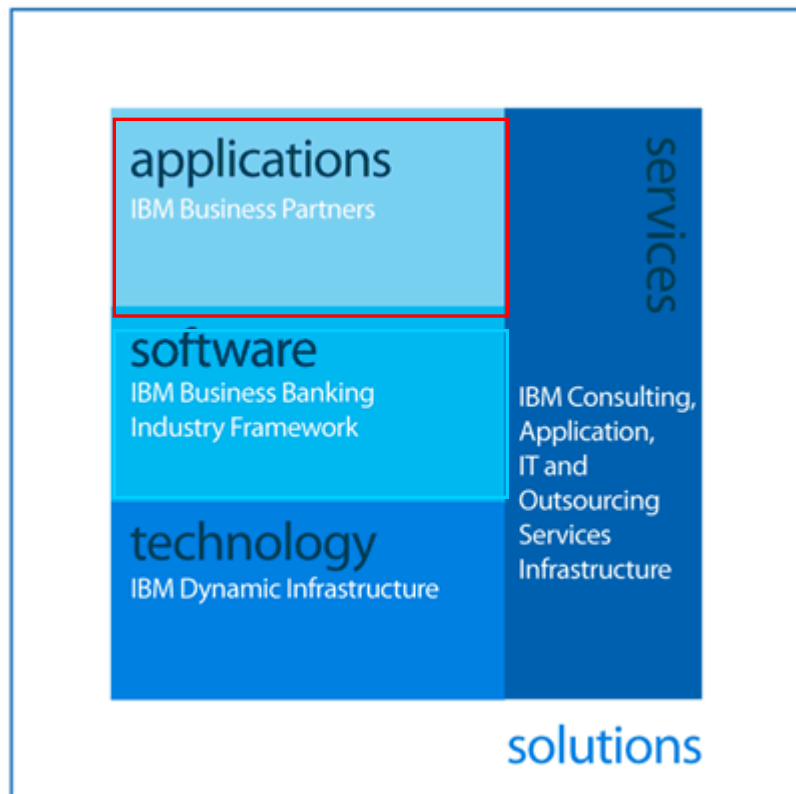 applications
IBM Business Partners
software
IBM Business Banking
Industry Framework
technology
IBM Dynamic Infrastructure
services
IBM Consulting,
Application,
IT and
Outsourcing
Services
Infrastructure
solutions